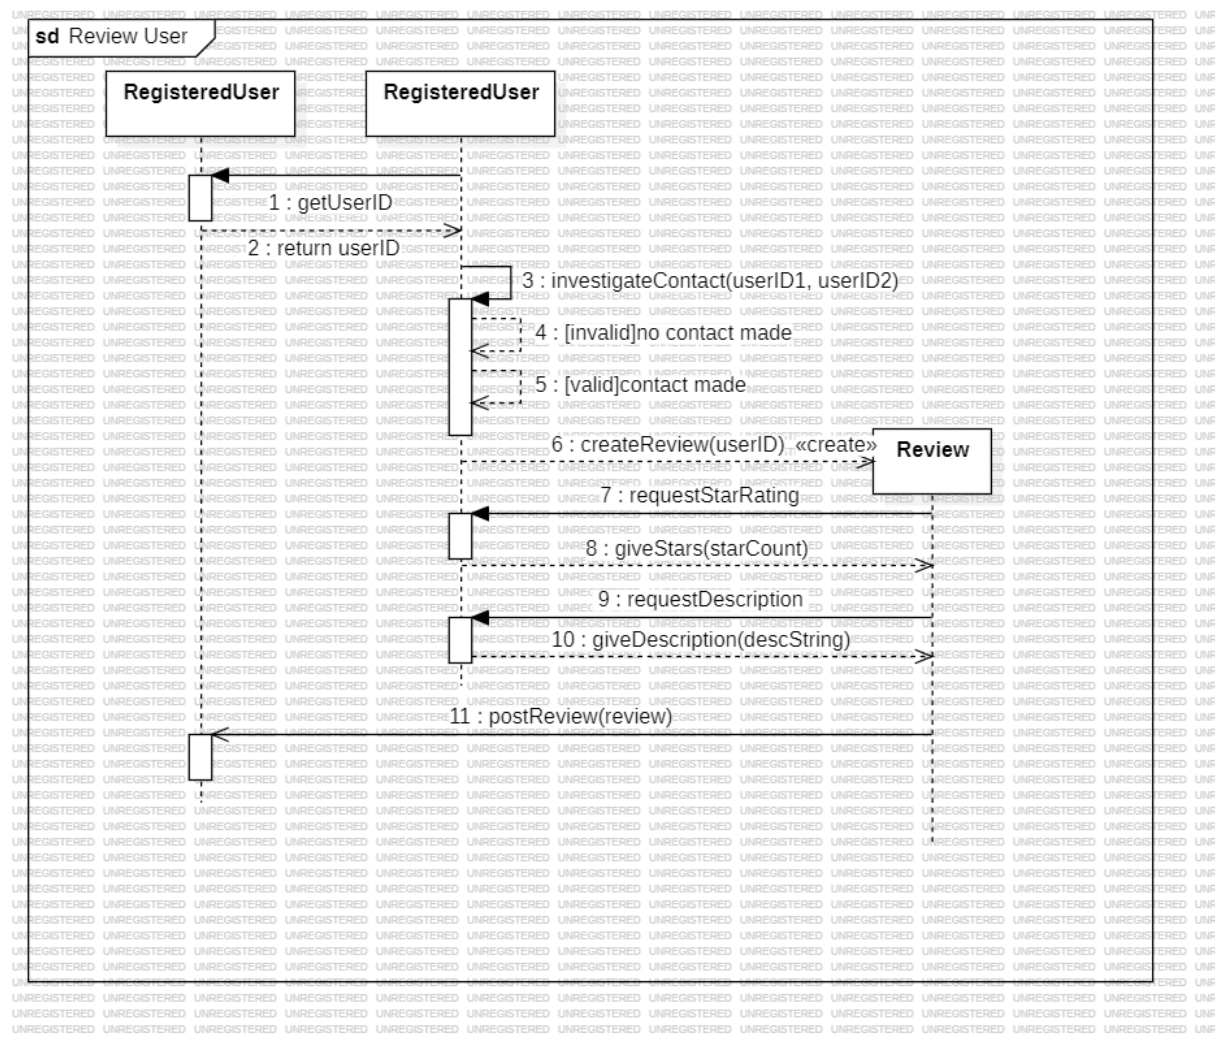 sd Review User
RegisteredUser RegisteredUser
1 : getUserID
2 : return userID
3 : investigateContact(userID1, userID2)
4 : [invalid]no contact made
5 : [valid]contact made
6 : createReview(userID) «create»
Review
7 : requestStarRating
8 : giveStars(starCount)
9 : requestDescription
10 : giveDescription(descString)
11 : postReview(review)
UNREGISTERED